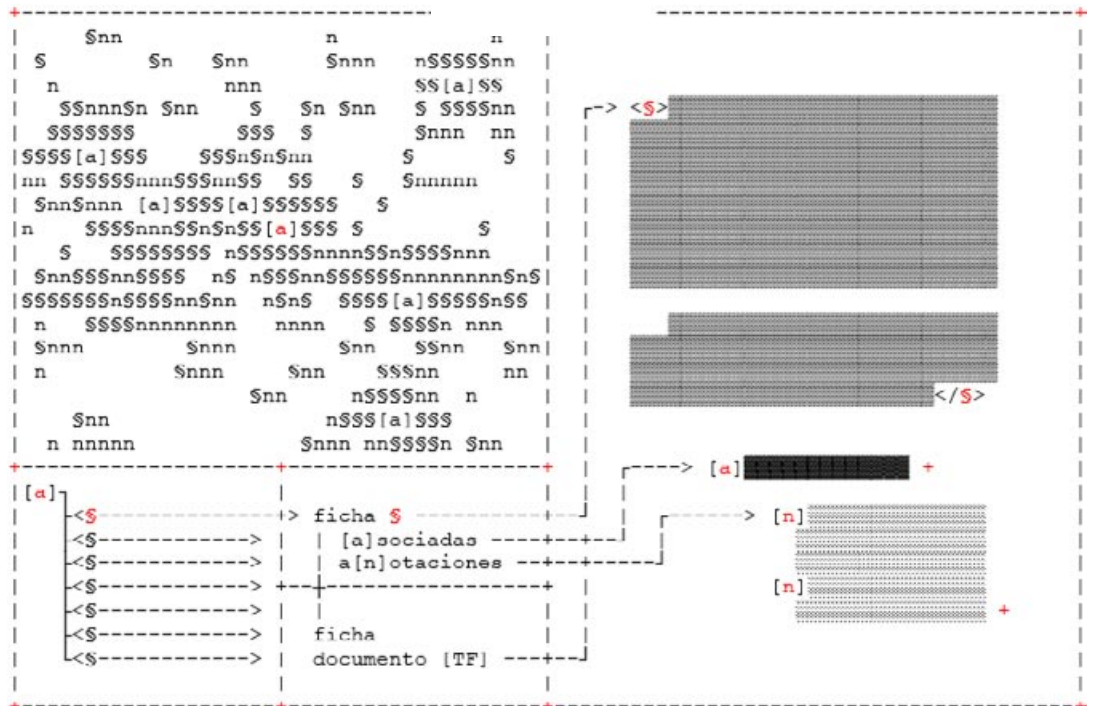 §nn n n
§ §n §nn §nnn n§§§§§nn
n nnn §§[a]§§
§§nnn§n §nn § §n §nn § §§§§nn
§§§§§§§ §§§ § §nnn nn
§§§§[a]§§§ §§§n§n§nn § §
nn §§§§§§nnn§§§nn§§ §§ § §nnnnn
§nn§nnn [a]§§§§[a]§§§§§§ §
n §§§§nnn§§n§n§§[a]§§§ § §
§ §§§§§§§§ n§§§§§§nnnn§§n§§§§nnn
§nn§§§nn§§§§ n§ n§§§nn§§§§§§nnnnnnnn§n§
§§§§§§§n§§§§nn§nn n§n§ §§§§[a]§§§§§n§§
n §§§§nnnnnnnn nnnn § §§§§n nnn
§nnn §nnn §nn §§nn §nn
n §nnn §nn §§§nn nn
§nn n§§§§nn n
§nn n§§§[a]§§§
n nnnnn §nnn nn§§§§n §nn
[a]
<§-------------> ficha §
<§-------------> [a]sociadas
<§-------------> a[n]otaciones
<§------------->
<§------------->
<§-------------> ficha
<§-------------> documento [TF]
-> <§>
</§>
----> [a] +
-------> [n]
[n]
+